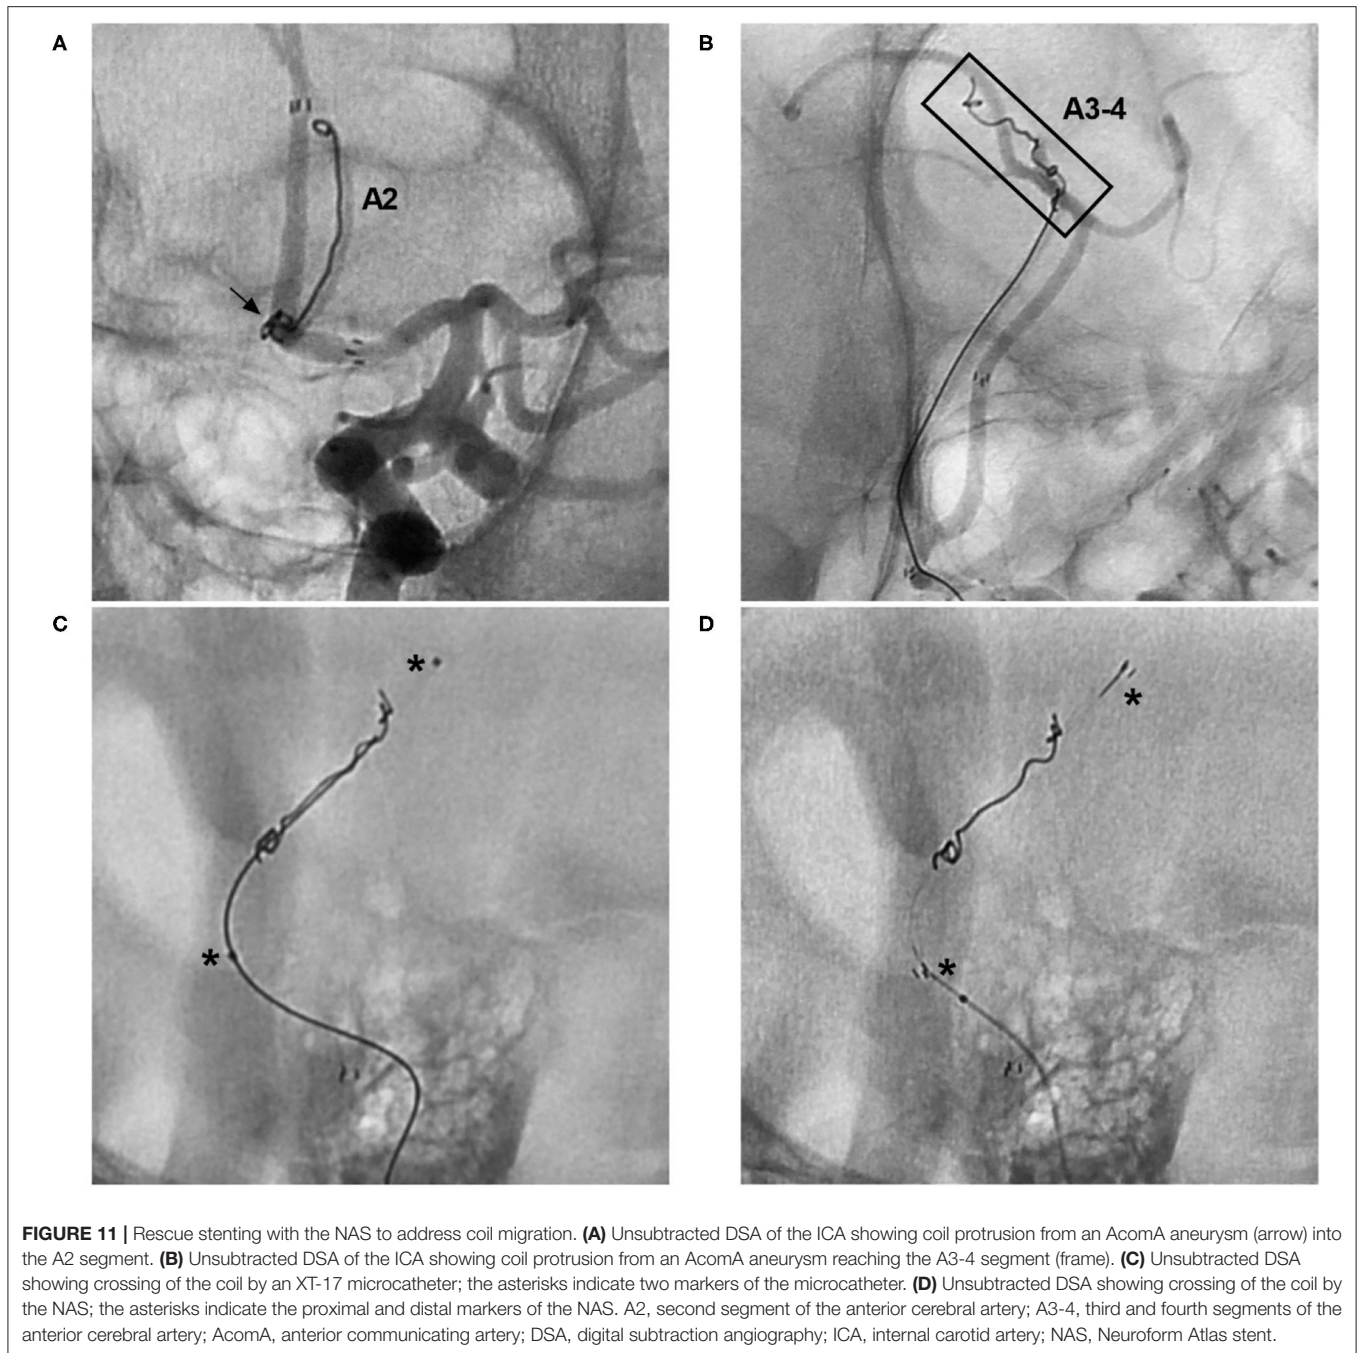 A
B
A3-4
A2
C
D
*
*
*
*
FIGURE 11 | Rescue stenting with the NAS to address coil migration. (A) Unsubtracted DSA of the ICA showing coil protrusion from an AcomA aneurysm (arrow) into
the A2 segment. (B) Unsubtracted DSA of the ICA showing coil protrusion from an AcomA aneurysm reaching the A3-4 segment (frame). (C) Unsubtracted DSA
showing crossing of the coil by an XT-17 microcatheter; the asterisks indicate two markers of the microcatheter. (D) Unsubtracted DSA showing crossing of the coil by
the NAS; the asterisks indicate the proximal and distal markers of the NAS. A2, second segment of the anterior cerebral artery; A3-4, third and fourth segments of the
anterior cerebral artery; AcomA, anterior communicating artery; DSA, digital subtraction angiography; ICA, internal carotid artery; NAS, Neuroform Atlas stent.